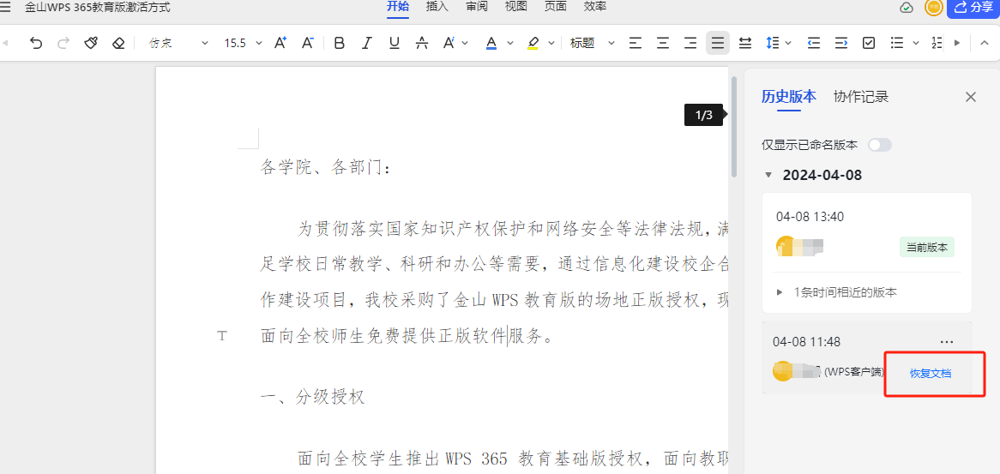 金山WPS 365教育版激活方式
开始 插入 审阅 视图 页面 效率
分享
仿宋 15.5 A+ A- B I U A A A 标题
历史版本 协作记录
1/3
仅显示已命名版本
各学院、各部门：
2024-04-08
04-08 13:40
为贯彻落实国家知识产权保护和网络安全等法律法规，满
当前版本
足学校日常教学、科研和办公等需要，通过信息化建设校企合
1条时间相近的版本
作建设项目，我校采购了金山 WPS 教育版的场地正版授权，现
面向全校师生免费提供正版软件服务。
04-08 11:48
(WPS客户端) 恢复文档
一、分级授权
面向全校学生推出 WPS 365 教育基础版授权，面向教职